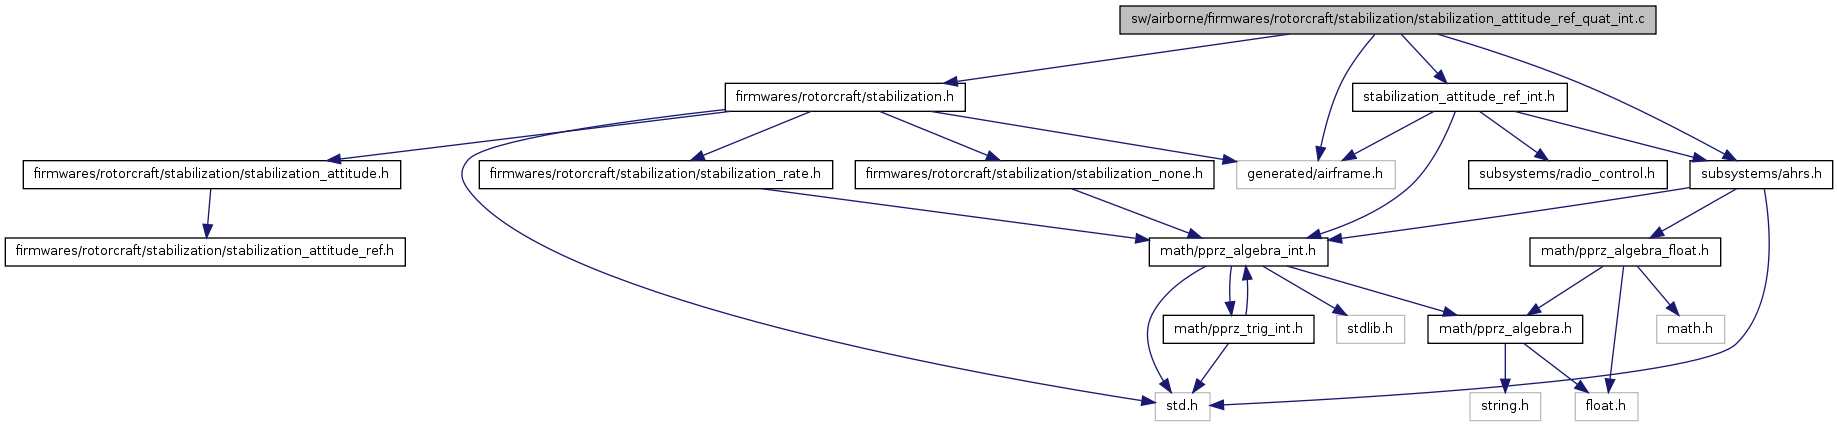 sw/airborne/firmwares/rotorcraft/stabilization/stabilization_attitude_ref_quat_int.c
firmwares/rotorcraft/stabilization.h
stabilization_attitude_ref_int.h
firmwares/rotorcraft/stabilization/stabilization_attitude.h
firmwares/rotorcraft/stabilization/stabilization_rate.h
firmwares/rotorcraft/stabilization/stabilization_none.h
generated/airframe.h
subsystems/radio_control.h
subsystems/ahrs.h
firmwares/rotorcraft/stabilization/stabilization_attitude_ref.h
math/pprz_algebra_int.h
math/pprz_algebra_float.h
math/pprz_trig_int.h
stdlib.h
math/pprz_algebra.h
math.h
std.h
string.h
float.h